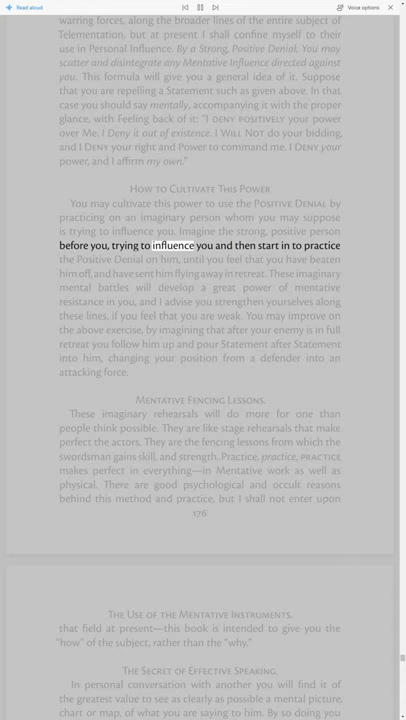 Read aloud
Voice options
warring forces, along the broader lines of the entire subject of
Telementation, but at present I shall confine myself to their
use in Personal Influence. By a Strong, Positive Denial, You may
scatter and disintegrate any Mentative Influence directed against
you. This formula will give you a general idea of it. Suppose
that you are repelling a Statement such as given above. In that
case you should say mentally, accompanying it with the proper
glance, with Feeling back of it: "I DENY POSITIVELY your power
over Me. I Deny it out of existence. I WILL NOT do your bidding,
and I DENY your right and Power to command me. I DENY your
power, and I affirm my own."
HOW TO CULTIVATE THIS POWER
You may cultivate this power to use the POSITIVE DENIAL by
practicing on an imaginary person whom you may suppose
is trying to influence you. Imagine the strong, positive person
before you, trying to influence you and then start in to practice
the Positive Denial on him, until you feel that you have beaten
him off, and have sent him flying away in retreat. These imaginary
mental battles will develop a great power of mentative
resistance in you, and I advise you strengthen yourselves along
these lines, if you feel that you are weak. You may improve on
the above exercise, by imagining that after your enemy is in full
retreat you follow him up and pour Statement after Statement
into him, changing your position from a defender into an
attacking force.
MENTATIVE FENCING LESSONS.
These imaginary rehearsals will do more for one than
people think possible. They are like stage rehearsals that make
perfect the actors. They are the fencing lessons from which the
swordsman gains skill, and strength. Practice, practice, PRACTICE
makes perfect in everything—in Mentative work as well as
physical. There are good psychological and occult reasons
behind this method and practice, but I shall not enter upon
176
THE USE OF THE MENTATIVE INSTRUMENTS.
that field at present—this book is intended to give you the
"how" of the subject, rather than the "why."
THE SECRET OF EFFECTIVE SPEAKING.
In personal conversation with another you will find it of
the greatest value to see as clearly as possible a mental picture,
chart or map, of what you are saying to him. By so doing you